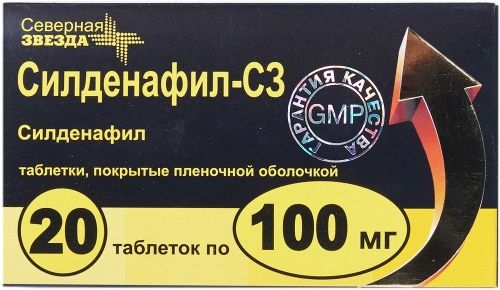 Северная
ЗВЕЗДА
Силденафил-СЗ
Силденафил
таблетки, покрытые пленочной оболочкой
20 таблеток по 100 мг
ГАРАНТИЯ КАЧЕСТВА
GMP